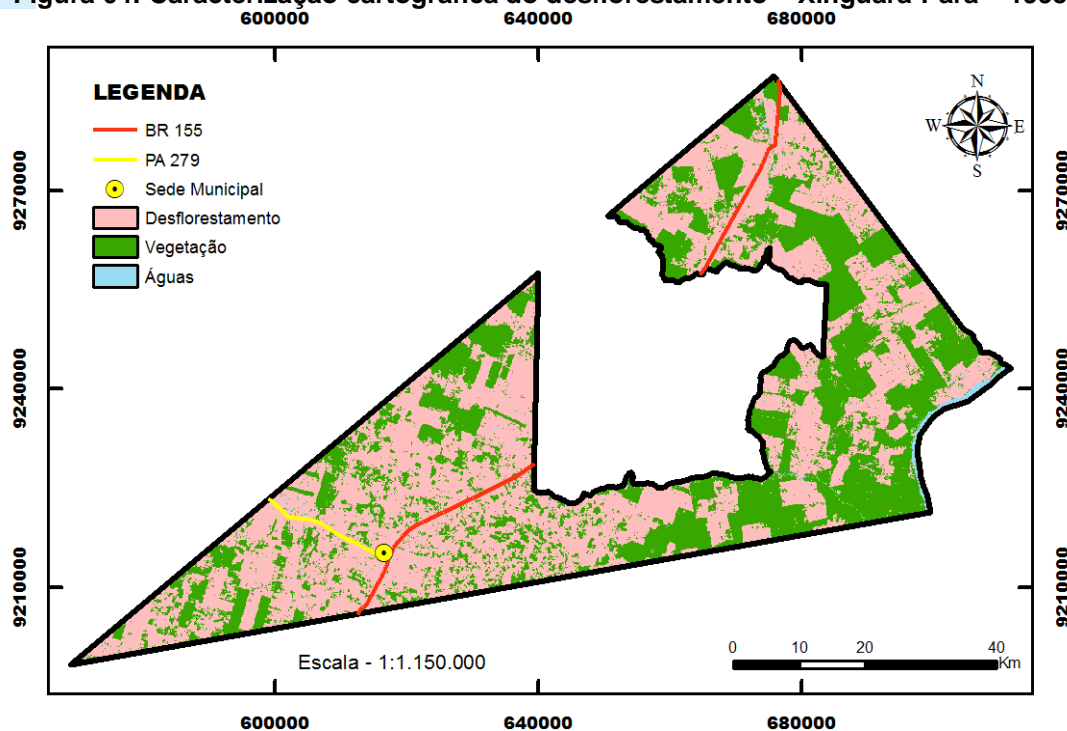 600000 640000 680000
LEGENDA
BR 155
PA 279
Sede Municipal
Desflorestamento
Vegetação
Águas
N
W E
S
9270000 9270000
9240000 9240000
9210000 9210000
Escala - 1:1.150.000
0 10 20 40
Km
600000 640000 680000